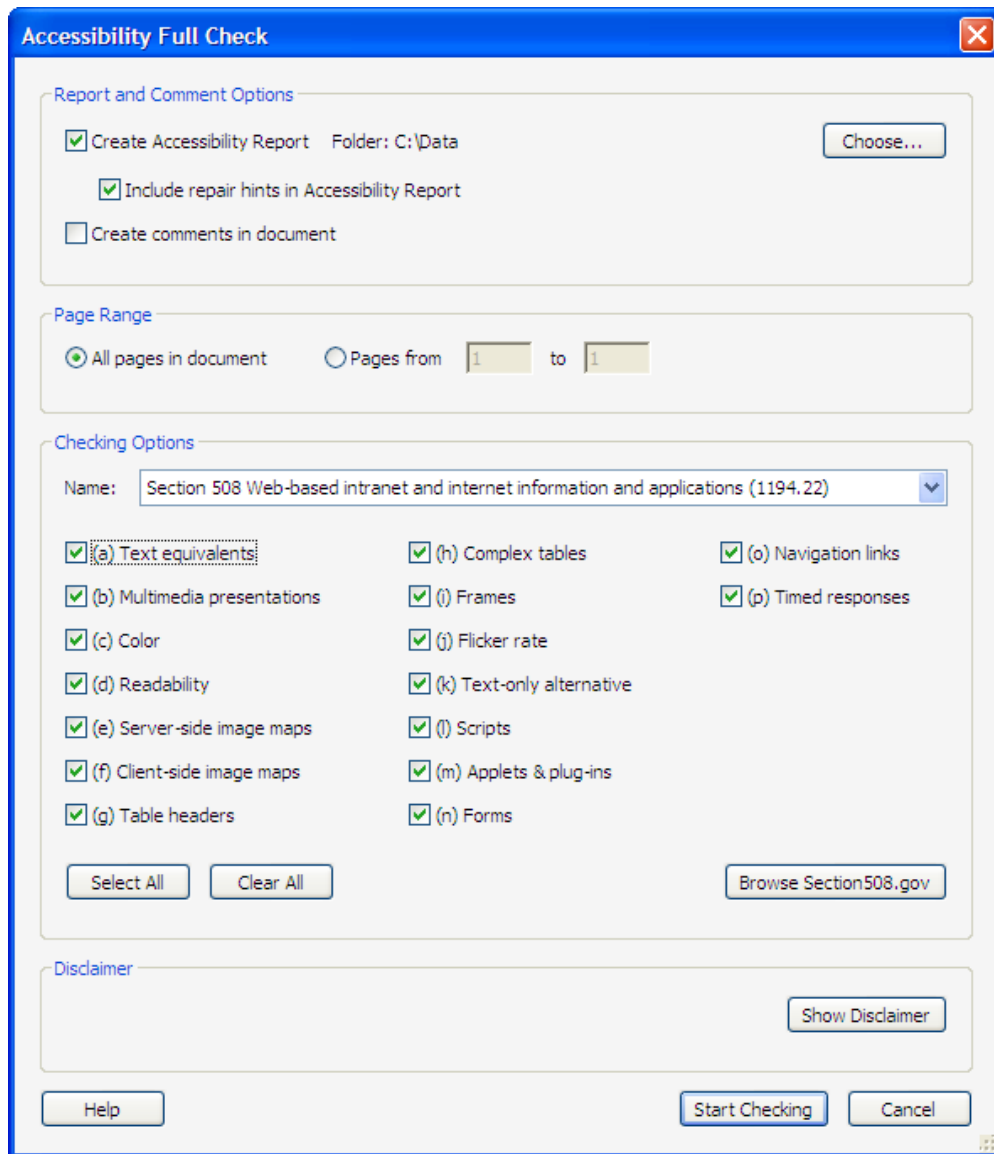 Accessibility Full Check
Report and Comment Options
Create Accessibility Report Folder: C:\Data Choose...
Include repair hints in Accessibility Report
Create comments in document
Page Range
All pages in document Pages from 1 to 1
Checking Options
Name: Section 508 Web-based intranet and internet information and applications (1194.22)
(a) Text equivalents (h) Complex tables (o) Navigation links
(b) Multimedia presentations (i) Frames (p) Timed responses
(c) Color (j) Flicker rate
(d) Readability (k) Text-only alternative
(e) Server-side image maps (l) Scripts
(f) Client-side image maps (m) Applets & plug-ins
(g) Table headers (n) Forms
Select All Clear All Browse Section508.gov
Disclaimer
Show Disclaimer
Help Start Checking Cancel